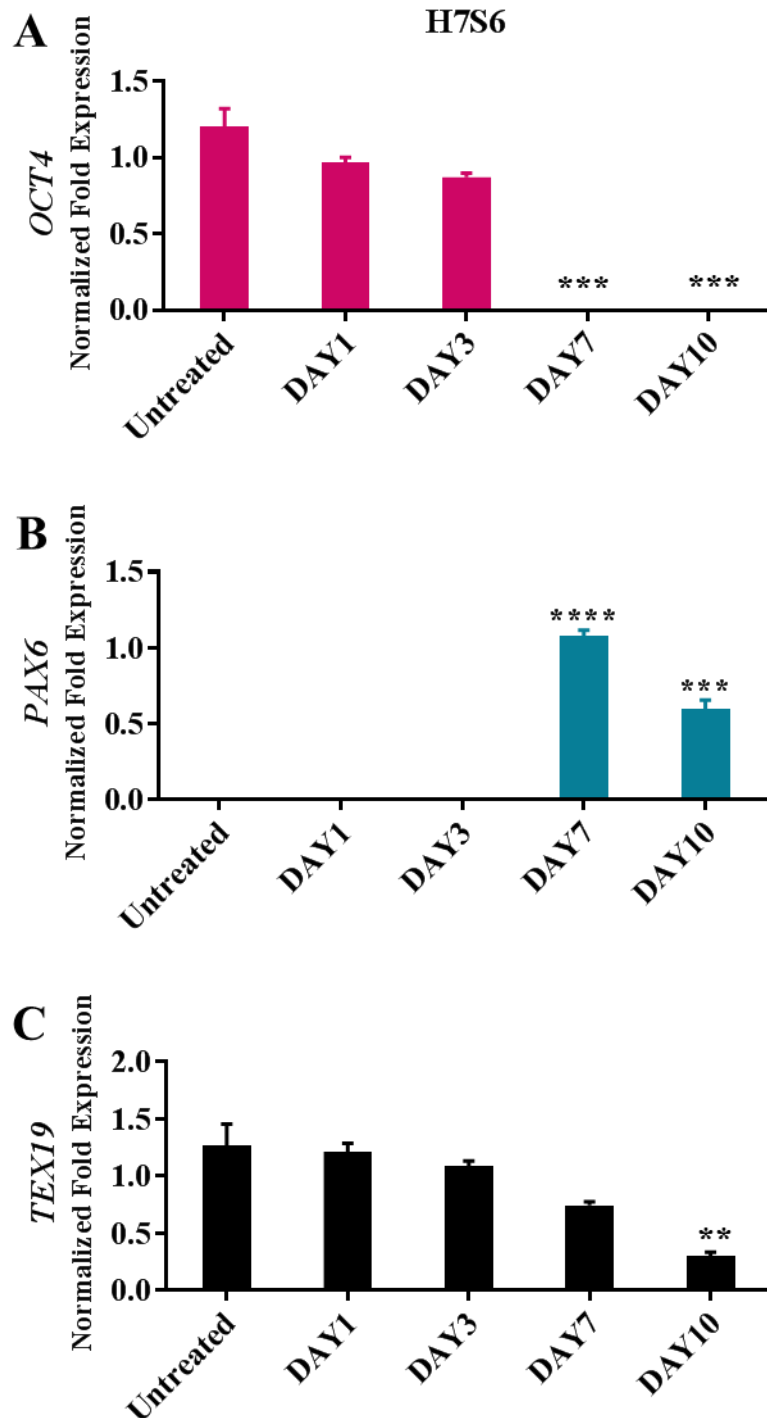 A
H7S6
OCT4
Normalized Fold Expression
1.5
1.0
0.5
0.0
***
***
Untreated
DAY1
DAY3
DAY7
DAY10
B
PAX6
Normalized Fold Expression
1.5
1.0
0.5
0.0
****
***
Untreated
DAY1
DAY3
DAY7
DAY10
C
TEX19
Normalized Fold Expression
2.0
1.5
1.0
0.5
0.0
**
Untreated
DAY1
DAY3
DAY7
DAY10